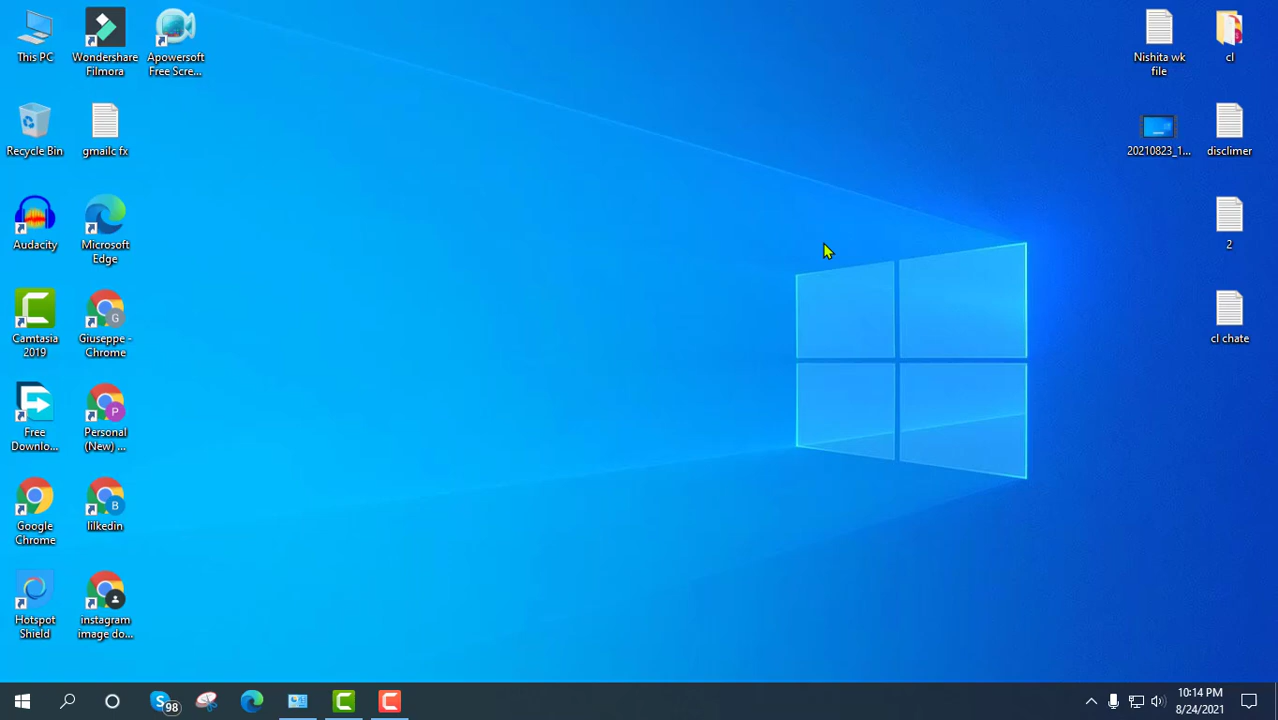 This PC
Wondershare
Filmora
Apowersoft
Free Scre...
Nishita wk
file
cl
Recycle Bin
gmailc fx
20210823_1...
disclimer
Audacity
Microsoft
Edge
2
Camtasia
2019
G
Giuseppe -
Chrome
cl chate
Free
Downlo...
P
Personal
(New) ...
Google
Chrome
B
lilkedin
Hotspot
Shield
instagram
image do...
S
98
10:14 PM
8/24/2021